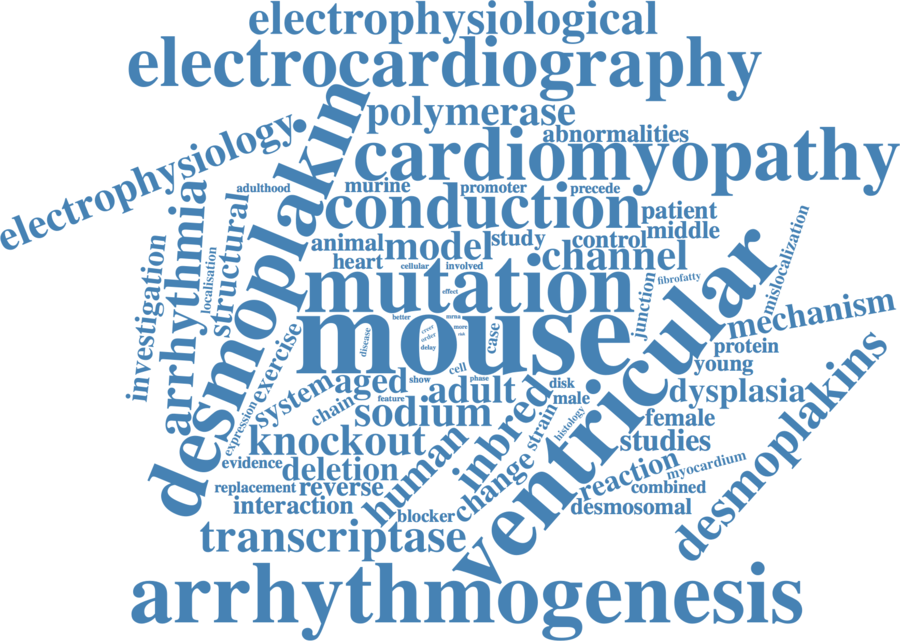 electrophysiological
electrocardiography
polymerase
abnormalities
electrophysiology
desmoplakin
cardiomyopathy
adulthood
murine
promoter
precede
arrhythmia
structural
conduction
patient
middle
animal
model
study
control
channel
investigation
localisation
heart
cellular
involved
mislocalization
mutation
effect
junction
fibrofatty
ventricular
mouse
better
mrna
more
creer
order
delay
disease
case
mechanism
protein
young
exercise
cell
system
aged
show
phase
adult
disk
male
dysplasia
feature
chain
sodium
strain
histology
female
expression
knockout
inbred
studies
desmoplakins
evidence
deletion
human
change
reaction
myocardium
replacement
reverse
combined
interaction
blocker
desmosomal
transcriptase
arrhythmogenesis